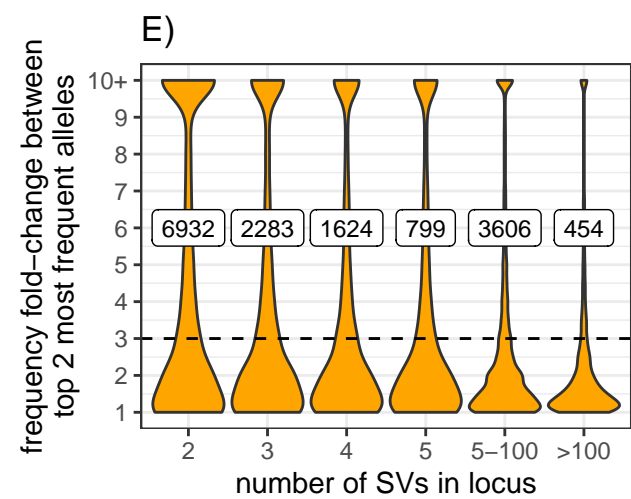 E)
frequency fold−change between
top 2 most frequent alleles
10+
9
8
7
6
5
4
3
2
1
6932 2283 1624 799 3606 454
2 3 4 5 5−100 >100
number of SVs in locus